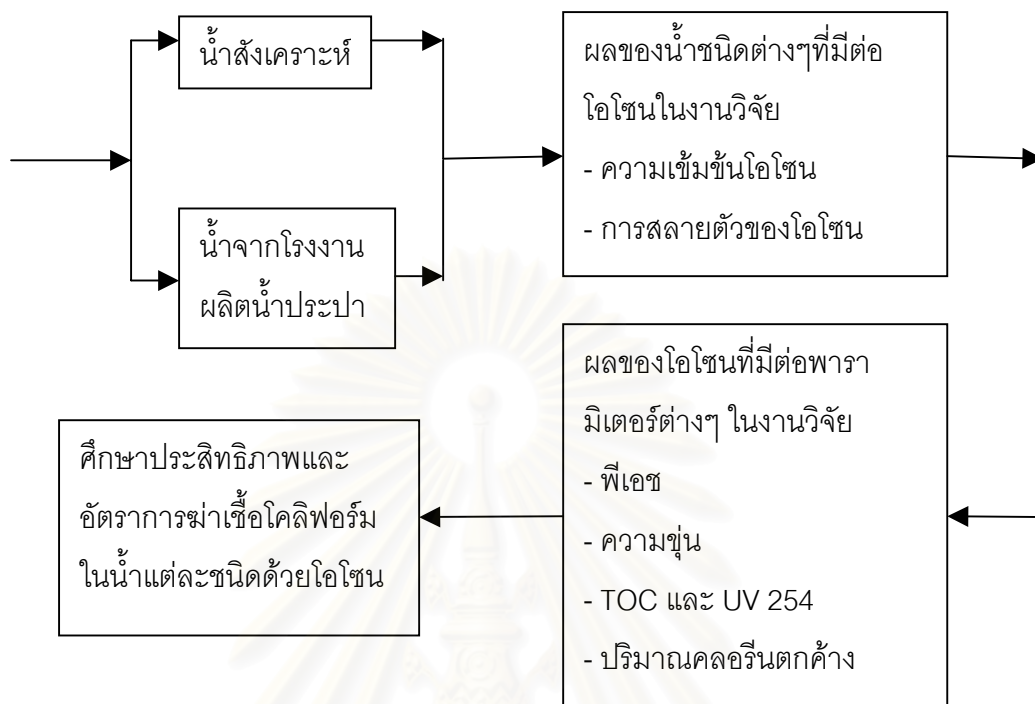 น้ำสังเคราะห์
น้ำจากโรงงาน
ผลิตน้ำประปา
ผลของน้ำชนิดต่างๆที่มีต่อ
โอโซนในงานวิจัย
- ความเข้มข้นโอโซน
- การสลายตัวของโอโซน
ผลของโอโซนที่มีต่อพารา
มิเตอร์ต่างๆ ในงานวิจัย
- พีเอช
- ความขุ่น
- TOC และ UV 254
- ปริมาณคลอรีนตกค้าง
ศึกษาประสิทธิภาพและ
อัตราการฆ่าเชื้อโคลิฟอร์ม
ในน้ำแต่ละชนิดด้วยโอโซน